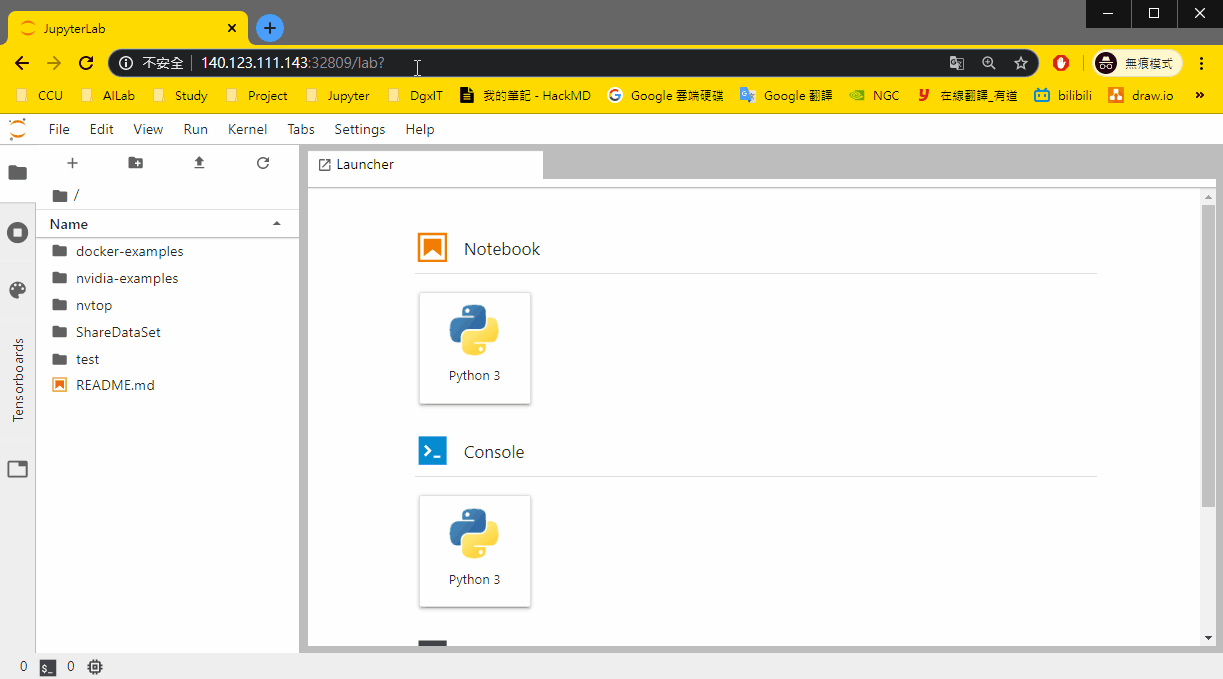 JupyterLab
不安全 140.123.111.143:32809/lab? 無痕模式
CCU AILab Study Project Jupyter DgxIT 我的筆記 - HackMD Google 雲端硬碟 Google 翻譯 NGC 在線翻譯_有道 bilibili draw.io »
File Edit View Run Kernel Tabs Settings Help
Launcher
/
Name
docker-examples
nvidia-examples
nvtop
ShareDataSet
test
README.md
Tensorboards
Notebook
Python 3
Console
Python 3
0 0